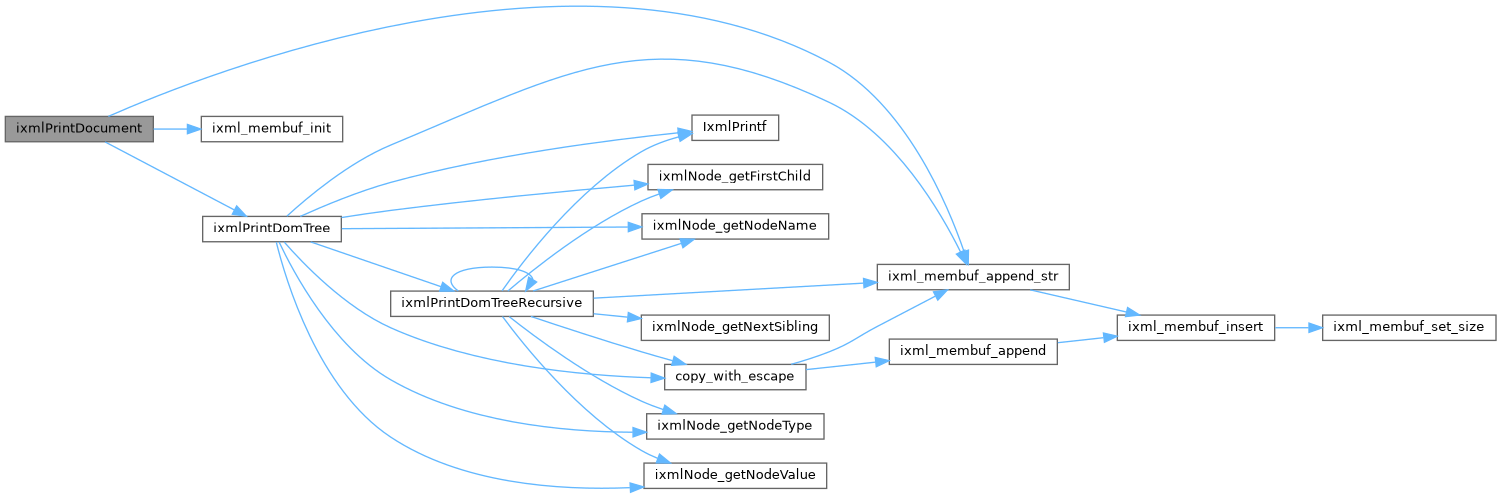 ixmlPrintDocument
ixml_membuf_init
ixmlPrintDomTree
IxmlPrintf
ixmlNode_getFirstChild
ixmlNode_getNodeName
ixmlPrintDomTreeRecursive
ixmlNode_getNextSibling
copy_with_escape
ixmlNode_getNodeType
ixmlNode_getNodeValue
ixml_membuf_append_str
ixml_membuf_append
ixml_membuf_insert
ixml_membuf_set_size